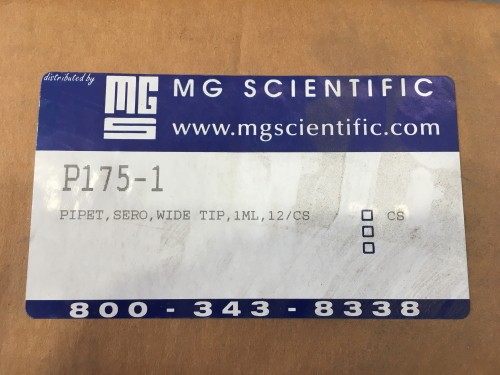 distributed by
MGS
MG SCIENTIFIC
www.mgscientific.com
P175-1
PIPET,SERO,WIDE TIP,1ML,12/CS
CS
800 - 343 - 8338